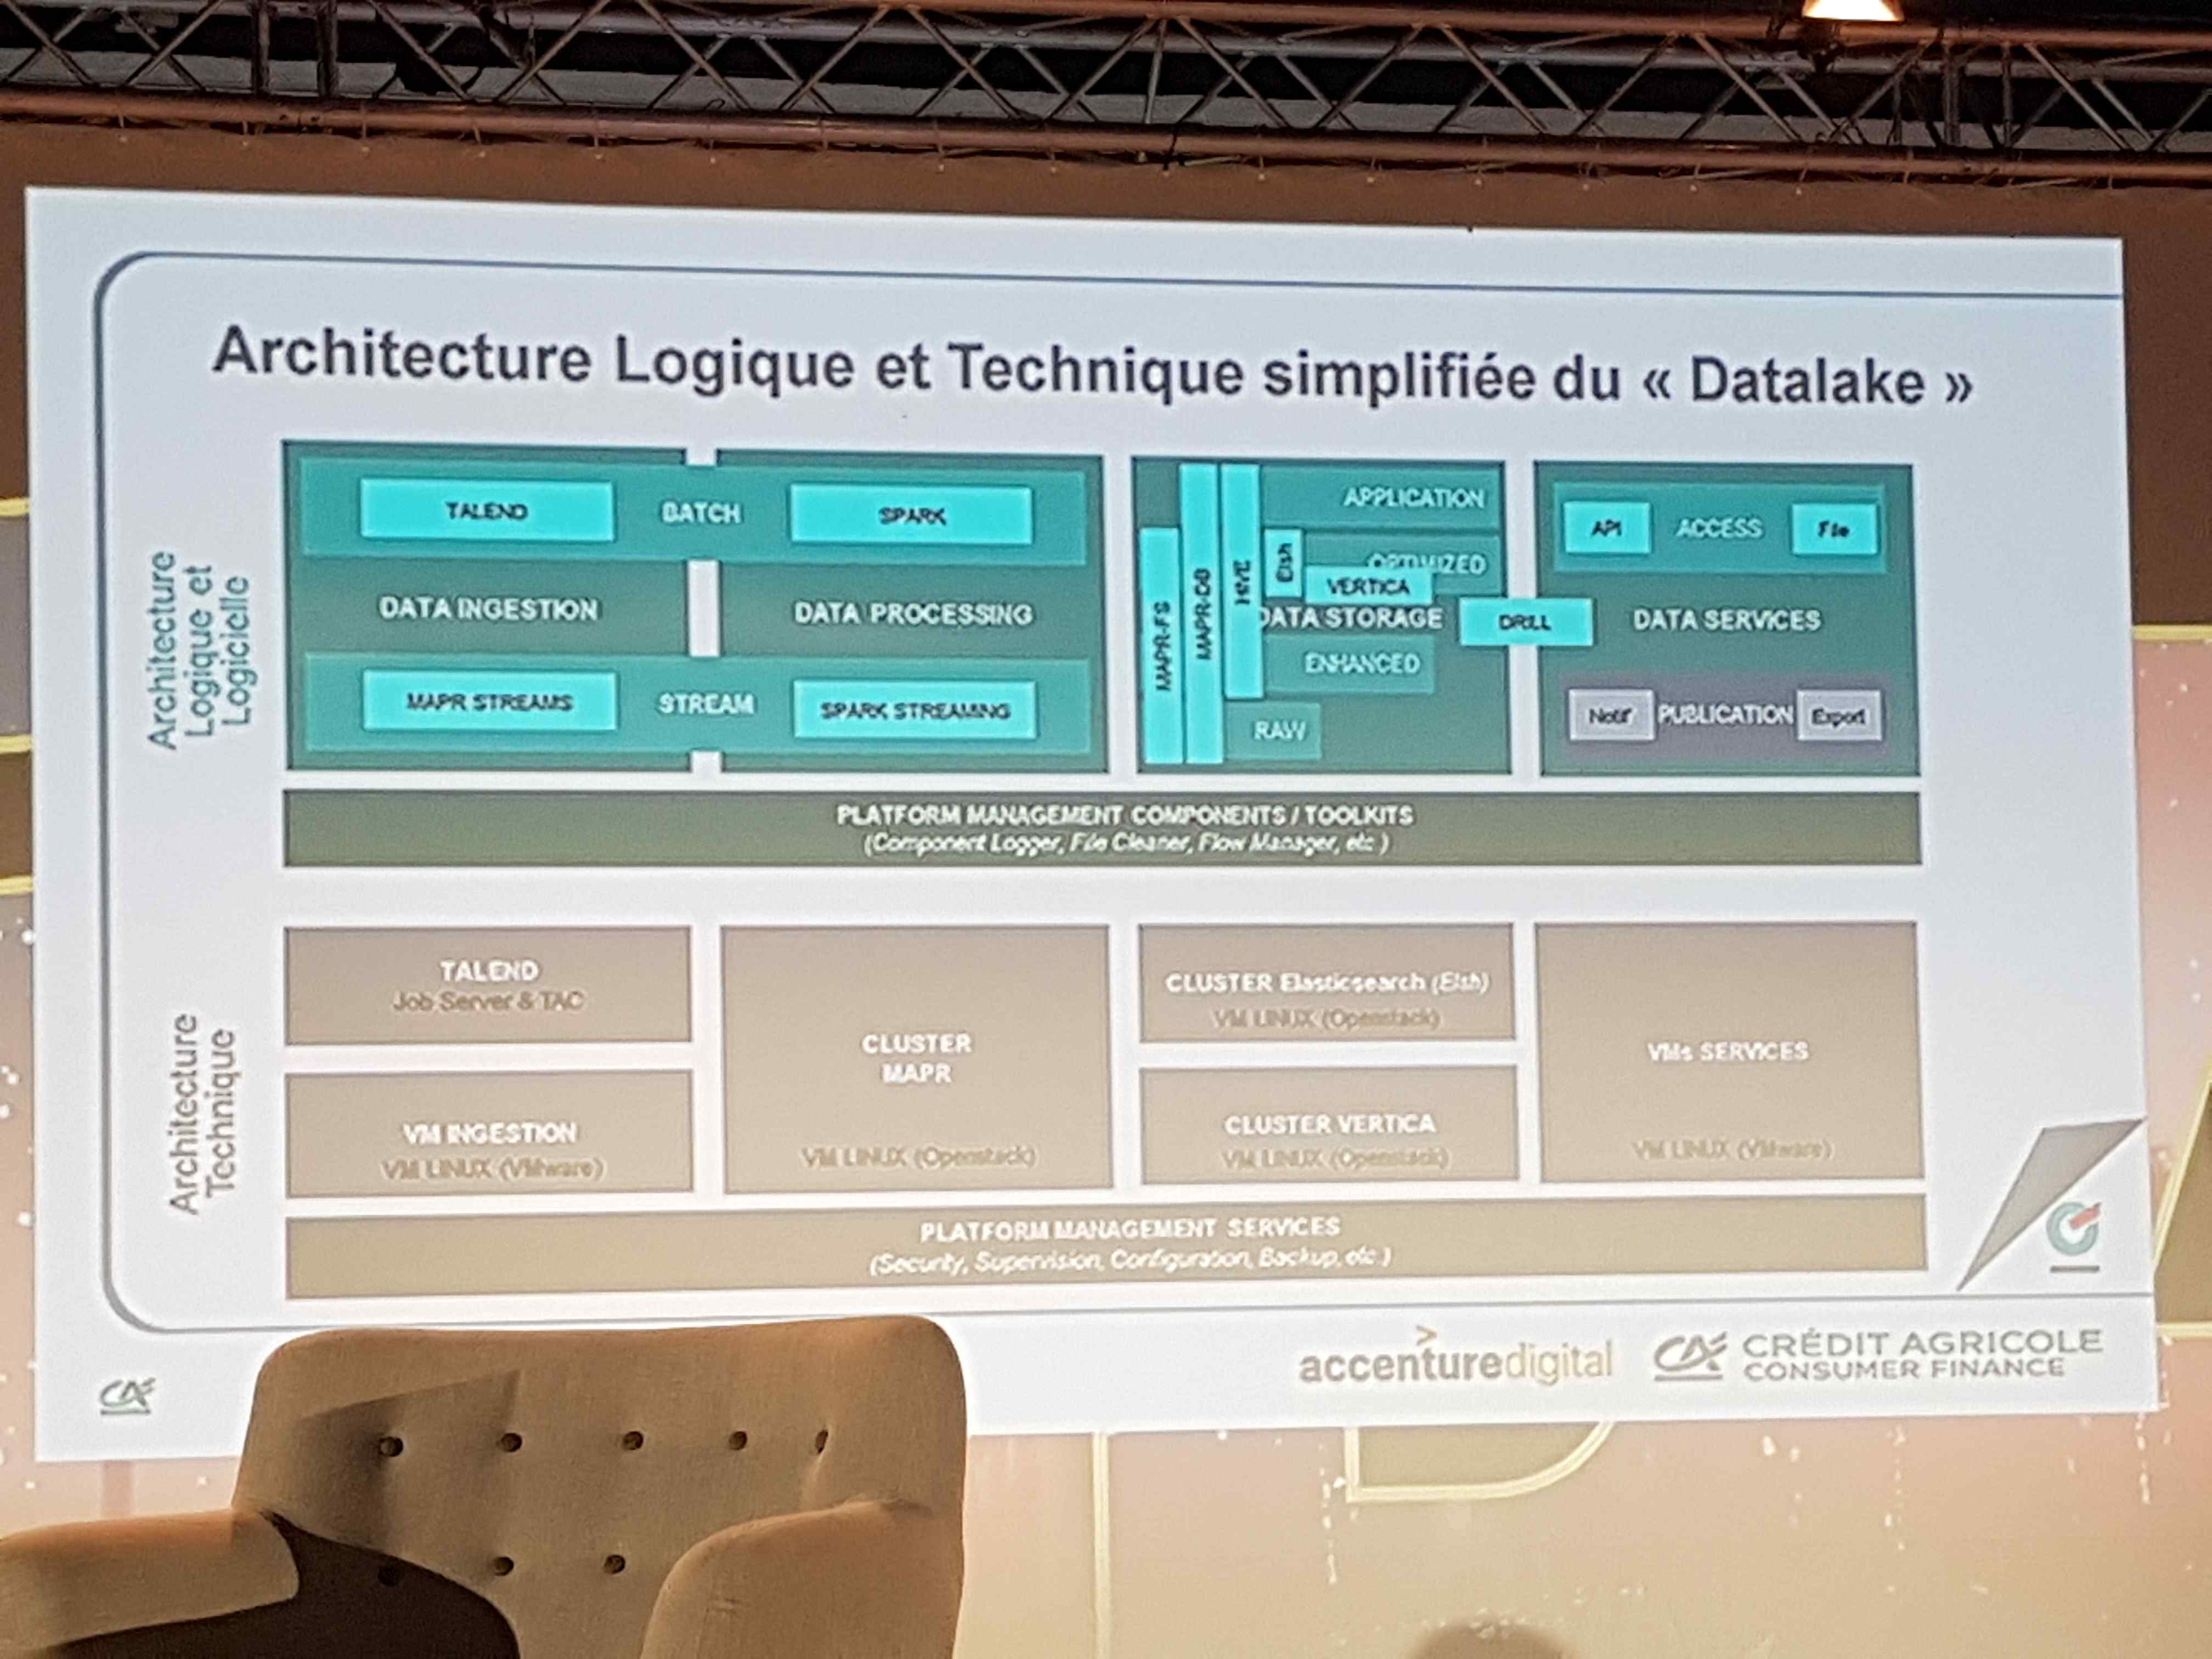 Architecture Logique et Technique simplifiée du « Datalake »
Architecture
Logique et
Logicielle
TALEND
BATCH
SPARK
DATA INGESTION
DATA PROCESSING
MAPR STREAMS
STREAM
SPARK STREAMING
MAPR-FS
MAPR-DB
HIVE
Elsh
APPLICATION
OPTIMIZED
VERTICA
DATA STORAGE
ENHANCED
RAW
DRILL
API
ACCESS
File
DATA SERVICES
Notif
PUBLICATION
Export
PLATFORM MANAGEMENT COMPONENTS / TOOLKITS
(Component Logger, File Cleaner, Flow Manager, etc.)
Architecture
Technique
TALEND
Job Server & TAC
VM INGESTION
VM LINUX (VMware)
CLUSTER
MAPR
VM LINUX (Openstack)
CLUSTER Elasticsearch (Elsh)
VM LINUX (Openstack)
CLUSTER VERTICA
VM LINUX (Openstack)
VMs SERVICES
VM LINUX (VMware)
PLATFORM MANAGEMENT SERVICES
(Security, Supervision, Configuration, Backup, etc.)
CA
accenturedigital
CA CRÉDIT AGRICOLE
CONSUMER FINANCE